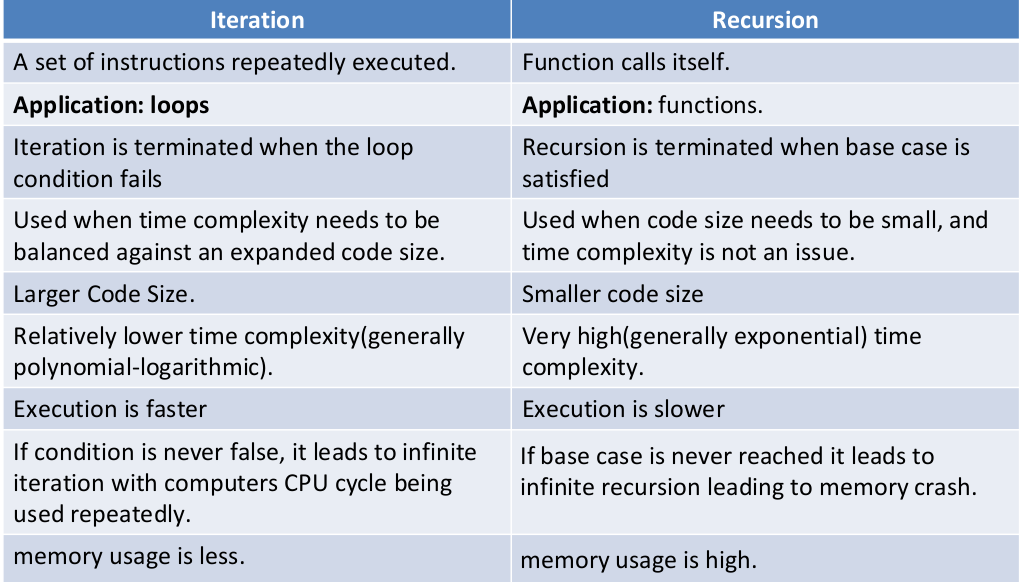 Iteration
Recursion
A set of instructions repeatedly executed.
Function calls itself.
Application: loops
Application: functions.
Iteration is terminated when the loop
condition fails
Recursion is terminated when base case is
satisfied
Used when time complexity needs to be
balanced against an expanded code size.
Used when code size needs to be small, and
time complexity is not an issue.
Larger Code Size.
Smaller code size
Relatively lower time complexity(generally
polynomial-logarithmic).
Very high(generally exponential) time
complexity.
Execution is faster
Execution is slower
If condition is never false, it leads to infinite
iteration with computers CPU cycle being
used repeatedly.
If base case is never reached it leads to
infinite recursion leading to memory crash.
memory usage is less.
memory usage is high.